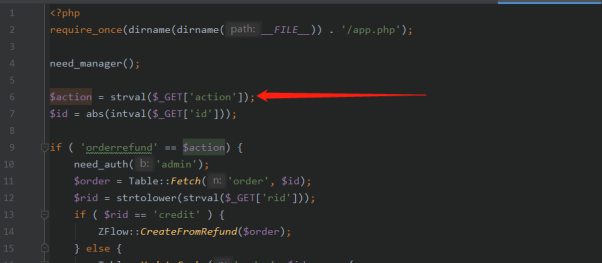 1 <?php
2 require_once(dirname(dirname( path: __FILE__)) . '/app.php');
3
4 need_manager();
5
6 $action = strval($_GET['action']);
7 $id = abs(intval($_GET['id']));
8
9 if ( 'orderrefund' == $action) {
10 need_auth( b: 'admin');
11 $order = Table::Fetch( n: 'order', $id);
12 $rid = strtolower(strval($_GET['rid']));
13 if ( $rid == 'credit' ) {
14 ZFlow::CreateFromRefund($order);
15 } else {